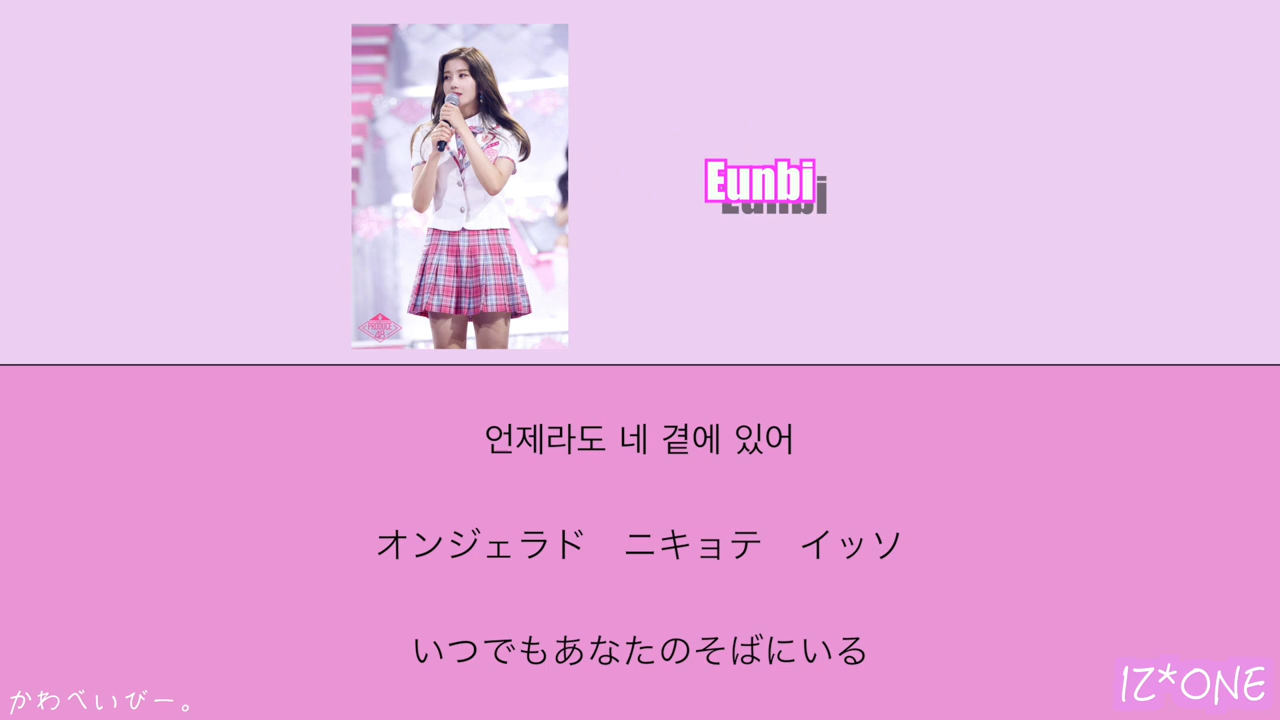 Eunbi
PRODUCE
48
언제라도 네 곁에 있어
オンジェラド　ニキョテ　イッソ
いつでもあなたのそばにいる
かわべいびー。
IZ*ONE